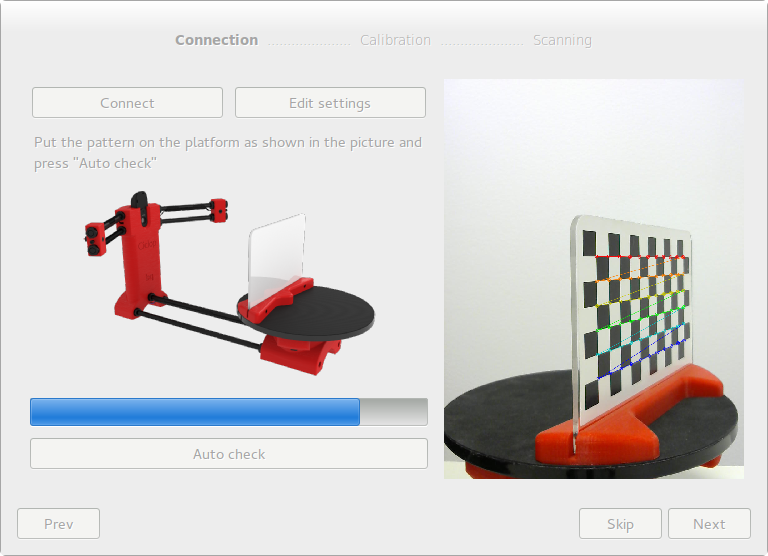 Connection ..................... Calibration ..................... Scanning
Connect
Edit settings
Put the pattern on the platform as shown in the picture and
press "Auto check"
Auto check
Prev
Skip
Next